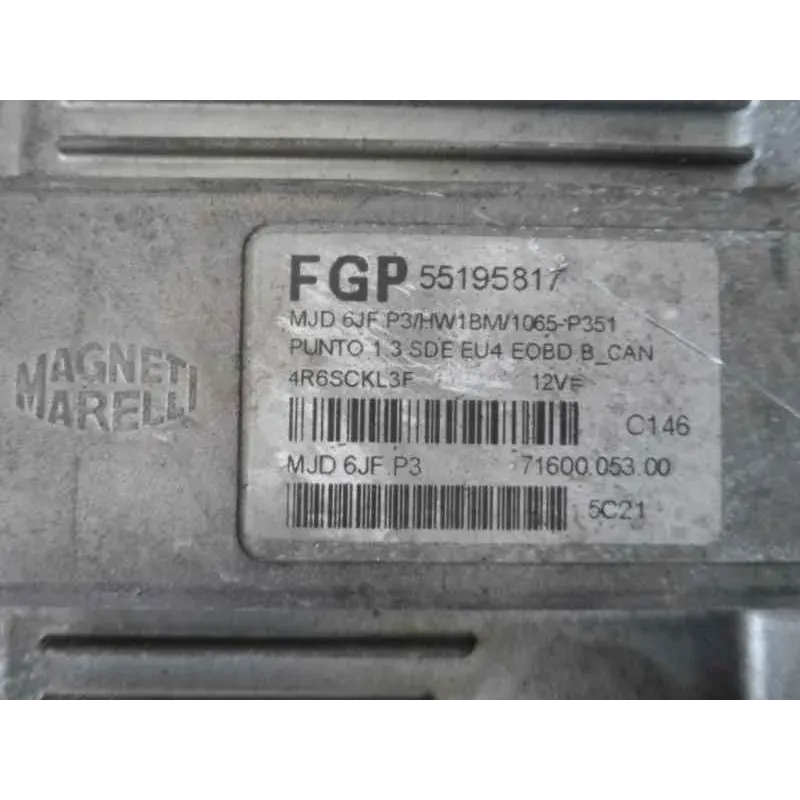 FGP 55195817
MJD 6JF.P3/HW1BM/1065-P351
PUNTO 1.3 SDE EU4 EOBD B_CAN
4R6SCKL3F 12VE
C146
MJD 6JF.P3 71600.053.00
5C21
MAGNETI
MARELLI